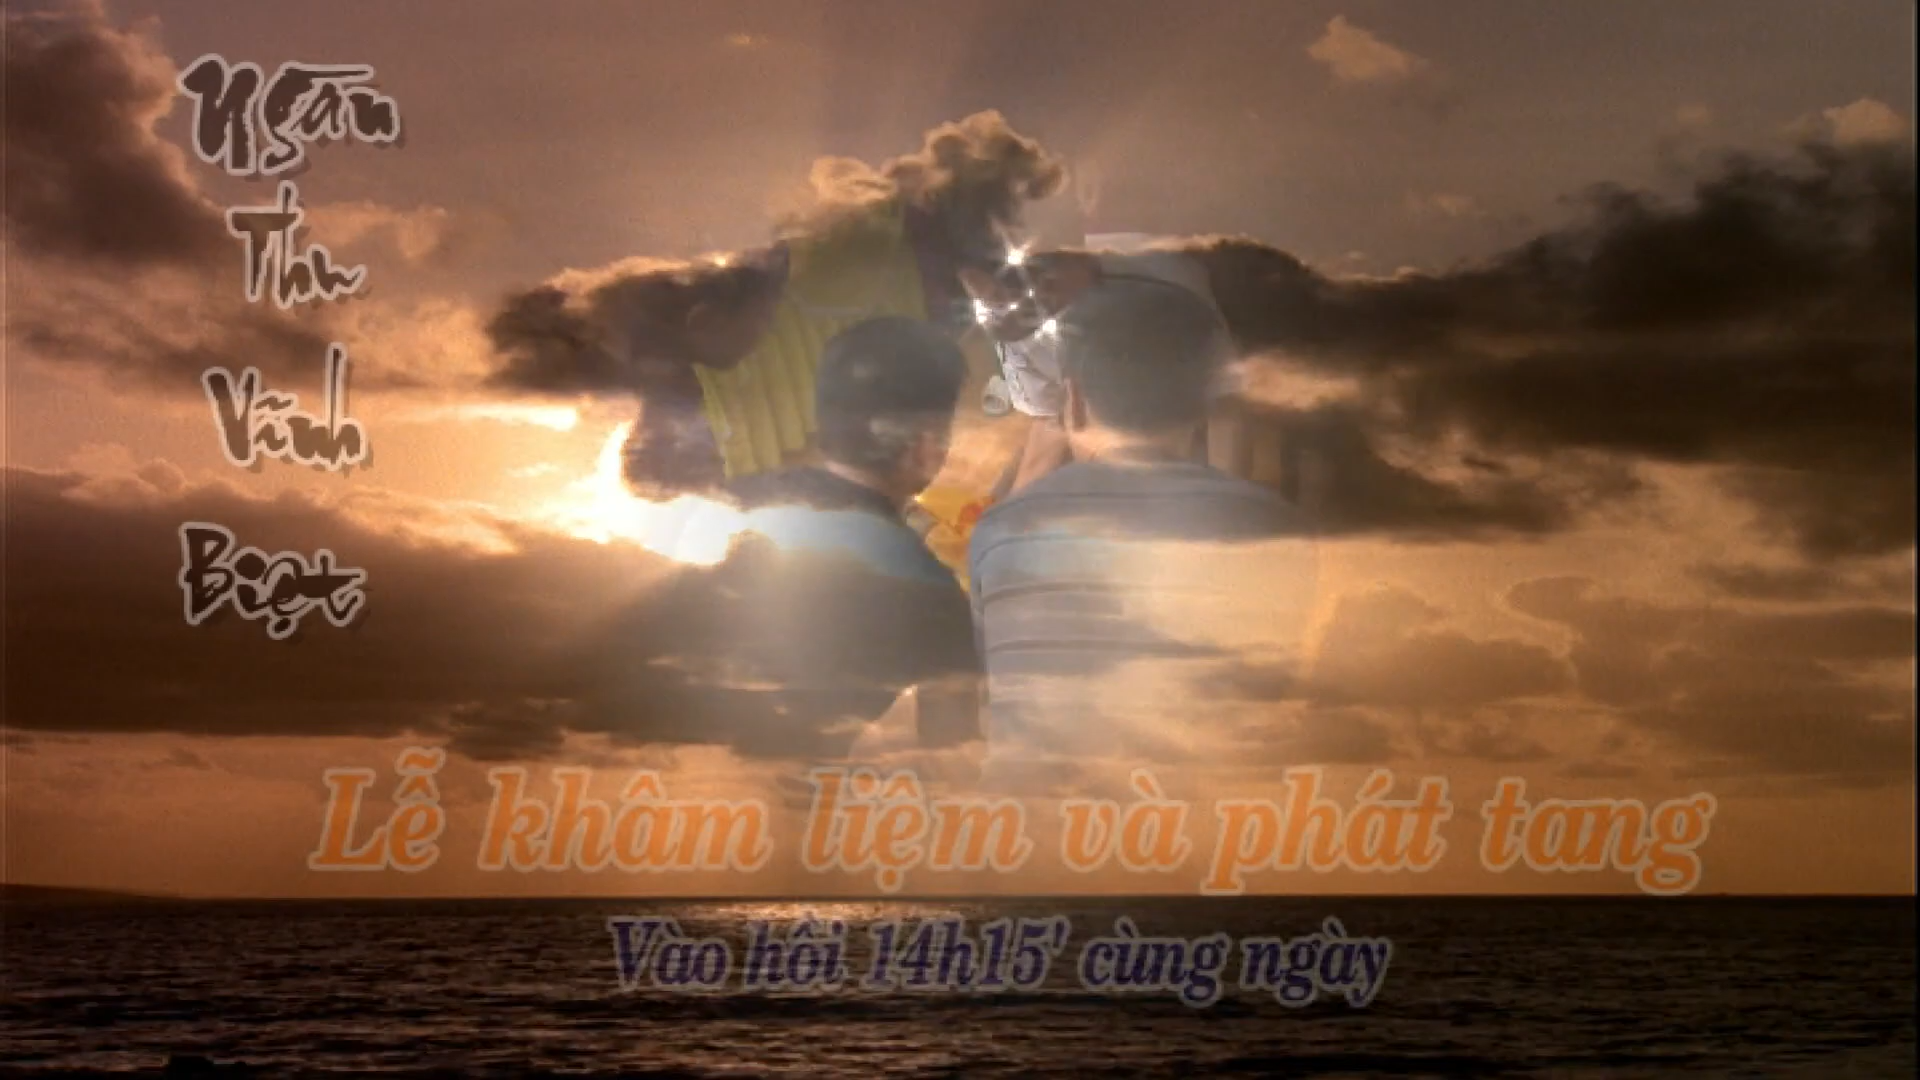 Ngàn
Thu
Vĩnh
Biệt
Lễ khâm liệm và phát tang
Vào hồi 14h15' cùng ngày